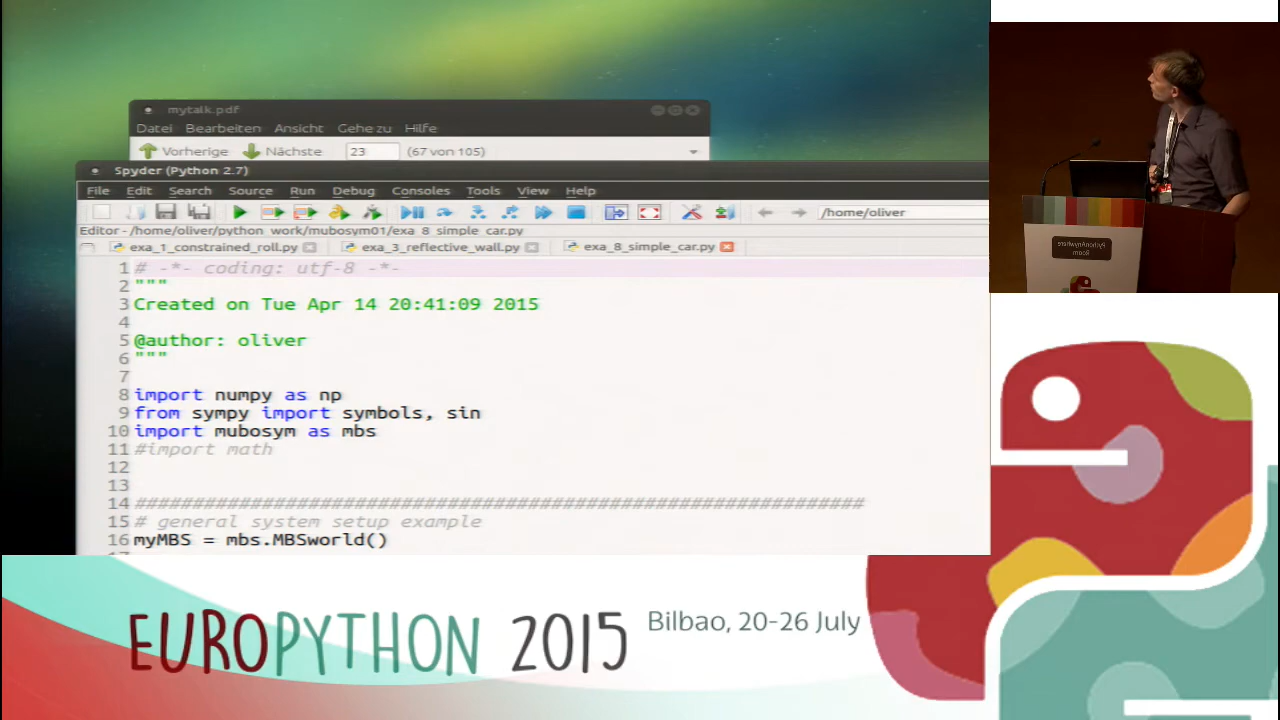 mytalk.pdf
Datei Bearbeiten Ansicht Gehe zu Hilfe
Vorherige Nächste 23 (67 von 105)
Spyder (Python 2.7)
File Edit Search Source Run Debug Consoles Tools View Help
/home/oliver
Editor - /home/oliver/python_work/mubosym01/exa_8_simple_car.py
exa_1_constrained_roll.py exa_3_reflective_wall.py exa_8_simple_car.py
1 # -*- coding: utf-8 -*-
2 """
3 Created on Tue Apr 14 20:41:09 2015
4
5 @author: oliver
6 """
7
8 import numpy as np
9 from sympy import symbols, sin
10 import mubosym as mbs
11 #import math
12
13
14 ###############################################################
15 # general system setup example
16 myMBS = mbs.MBSworld()
PythonAnywhere
Room
EUROPYTHON 2015 Bilbao, 20-26 July